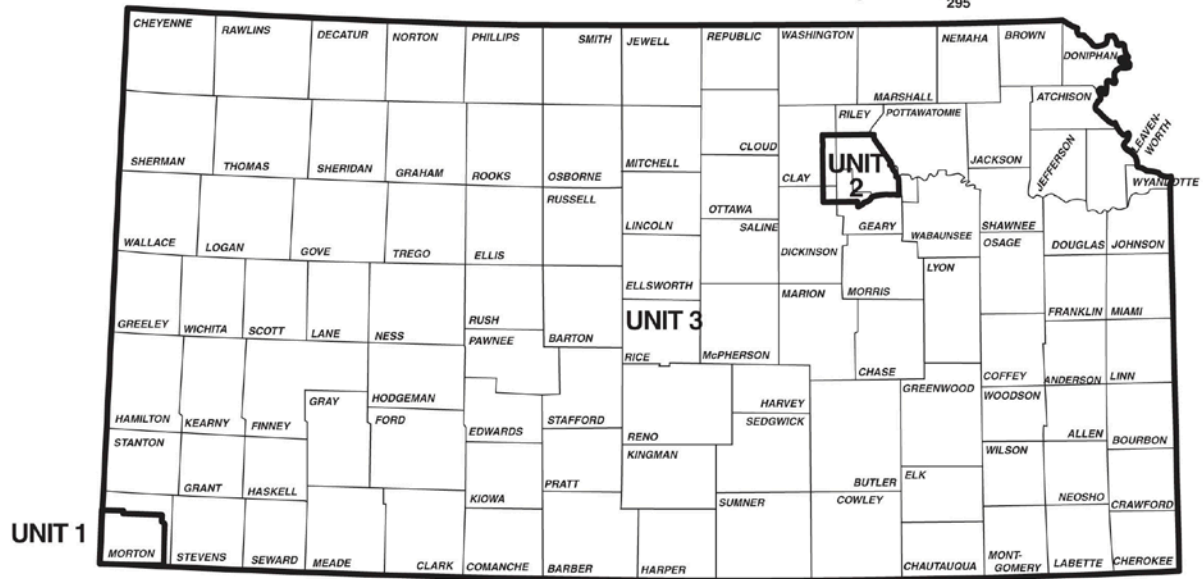 295
CHEYENNE
RAWLINS
DECATUR
NORTON
PHILLIPS
SMITH
JEWELL
REPUBLIC
WASHINGTON
NEMAHA
BROWN
DONIPHAN
MARSHALL
ATCHISON
RILEY
POTTAWATOMIE
LEAVEN-
WORTH
SHERMAN
THOMAS
SHERIDAN
GRAHAM
ROOKS
OSBORNE
MITCHELL
CLOUD
CLAY
UNIT
2
JACKSON
JEFFERSON
WYANDOTTE
RUSSELL
LINCOLN
OTTAWA
SALINE
GEARY
WABAUNSEE
SHAWNEE
OSAGE
DOUGLAS
JOHNSON
WALLACE
LOGAN
GOVE
TREGO
ELLIS
DICKINSON
LYON
ELLSWORTH
MARION
MORRIS
GREELEY
WICHITA
SCOTT
LANE
NESS
RUSH
PAWNEE
BARTON
UNIT 3
RICE
McPHERSON
CHASE
FRANKLIN
MIAMI
COFFEY
ANDERSON
LINN
HAMILTON
KEARNY
FINNEY
GRAY
HODGEMAN
FORD
EDWARDS
STAFFORD
RENO
HARVEY
SEDGWICK
GREENWOOD
WOODSON
ALLEN
BOURBON
STANTON
GRANT
HASKELL
KIOWA
PRATT
KINGMAN
BUTLER
ELK
WILSON
NEOSHO
CRAWFORD
SUMNER
COWLEY
UNIT 1
MORTON
STEVENS
SEWARD
MEADE
CLARK
COMANCHE
BARBER
HARPER
CHAUTAUQUA
MONT-
GOMERY
LABETTE
CHEROKEE